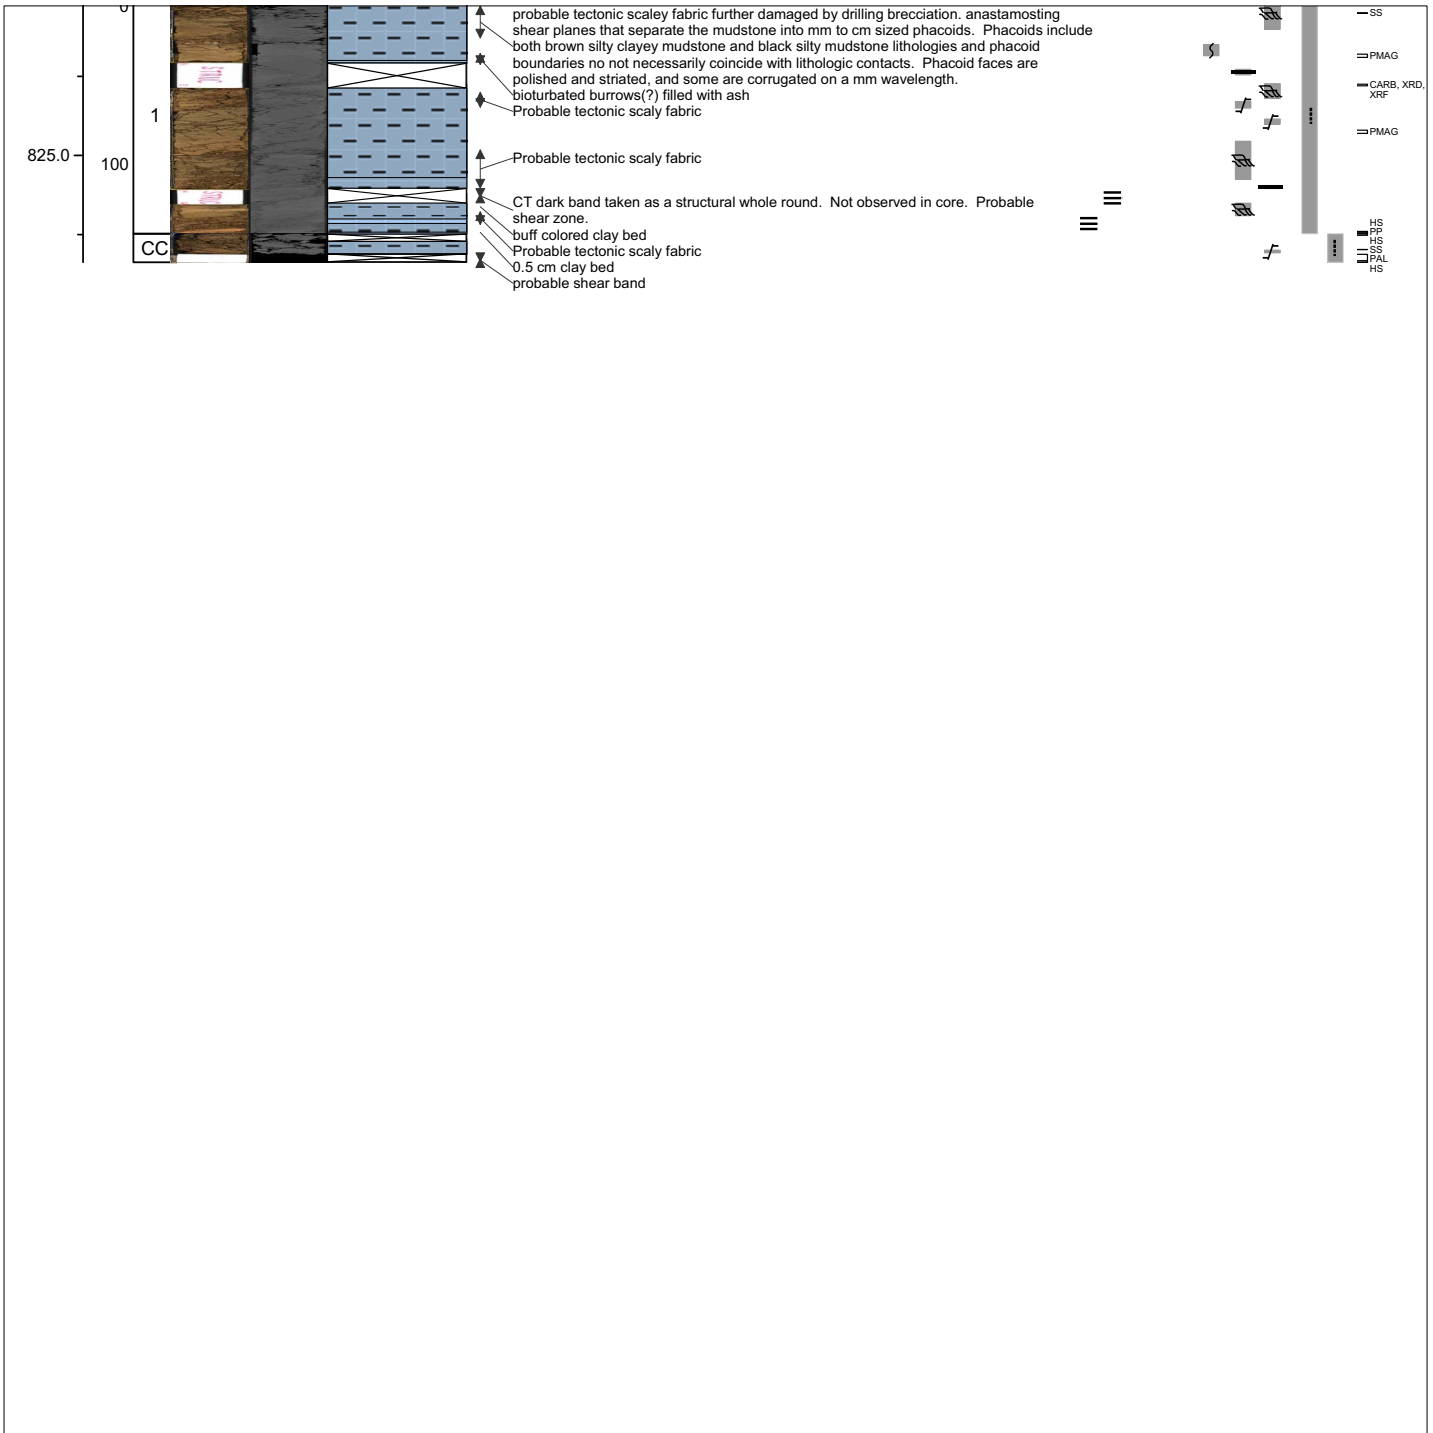 0
probable tectonic scaley fabric further damaged by drilling brecciation. anastamosting
shear planes that separate the mudstone into mm to cm sized phacoids.  Phacoids include
both brown silty clayey mudstone and black silty mudstone lithologies and phacoid
boundaries no not necessarily coincide with lithologic contacts.  Phacoid faces are
polished and striated, and some are corrugated on a mm wavelength.
bioturbated burrows(?) filled with ash
Probable tectonic scaly fabric
1
825.0
100
Probable tectonic scaly fabric
CT dark band taken as a structural whole round.  Not observed in core.  Probable
shear zone.
buff colored clay bed
Probable tectonic scaly fabric
0.5 cm clay bed
probable shear band
CC
STRUC
STRUC
SS
PMAG
CARB, XRD,
XRF
PMAG
HS
PP
HS
SS
PAL
HS